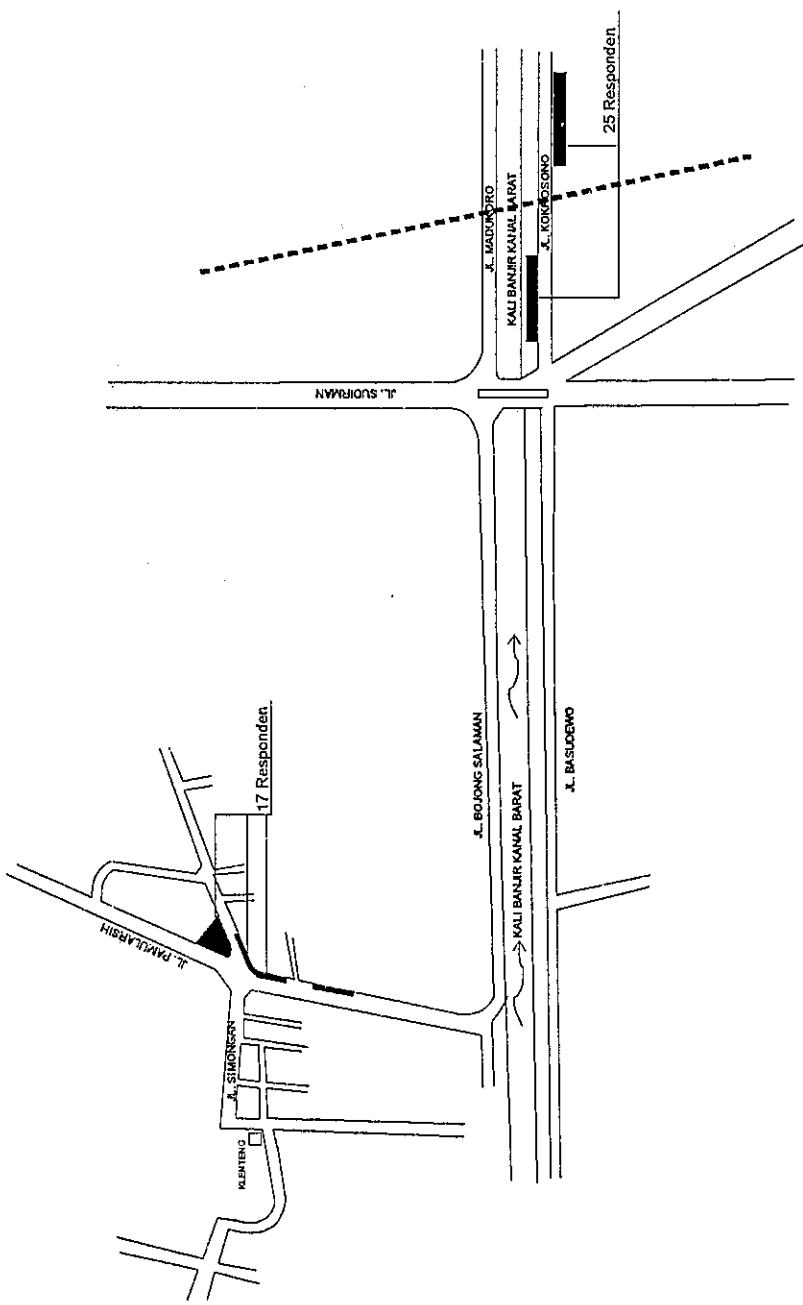 25 Responden
JL. MADUKORO
KALI BANJIR KANAL BARAT
JL. KOKROSONO
JL. SUDIRMAN
17 Responden
JL. BOJONG SALAMAN
KALI BANJIR KANAL BARAT
JL. BASUDEWO
JL. PAMULARSIH
JL. SIMONGAN
KLENTENG